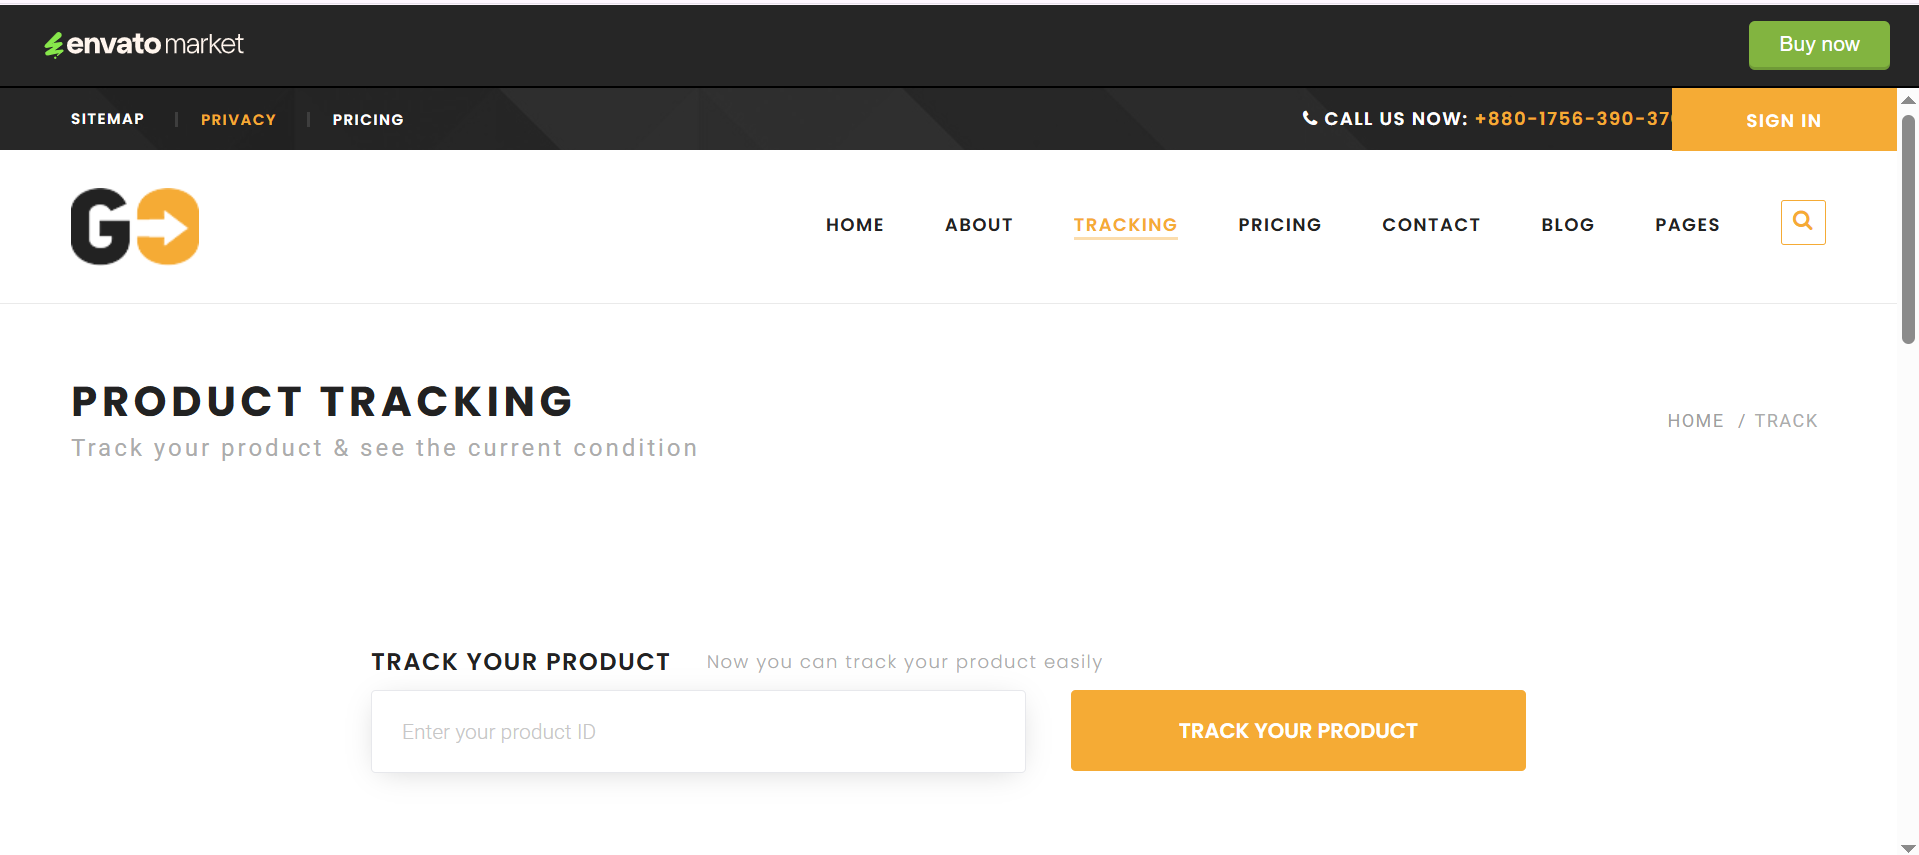 envato market
Buy now
SITEMAP | PRIVACY | PRICING
CALL US NOW: +880-1756-390-37
SIGN IN
GO
HOME ABOUT TRACKING PRICING CONTACT BLOG PAGES
PRODUCT TRACKING
Track your product & see the current condition
HOME / TRACK
TRACK YOUR PRODUCT Now you can track your product easily
Enter your product ID
TRACK YOUR PRODUCT